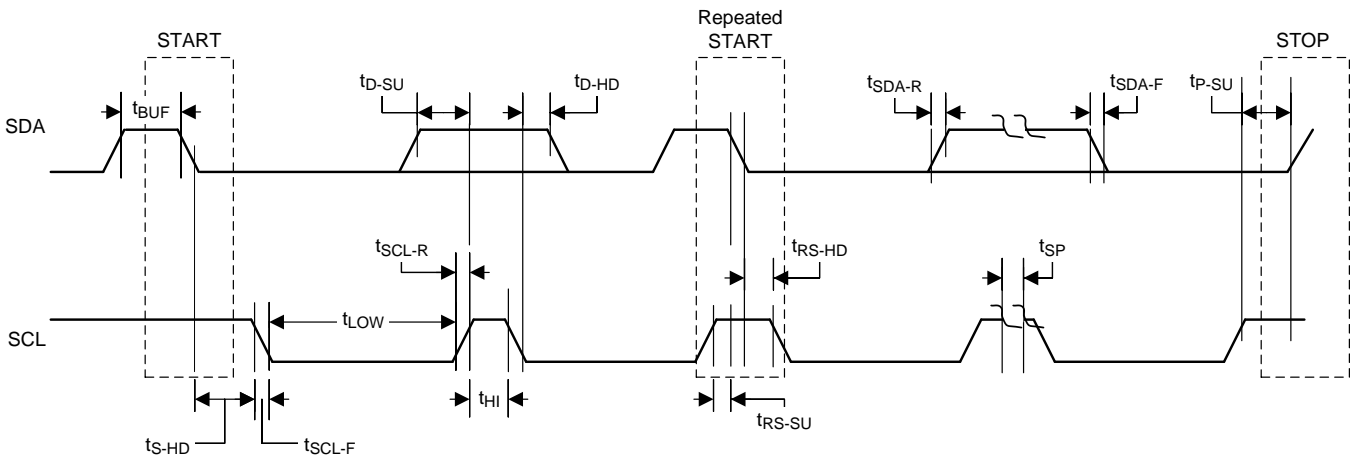 START
Repeated
START
STOP
tBUF
tD-SU
tD-HD
tSDA-R
tSDA-F
tP-SU
SDA
tSCL-R
tRS-HD
tSP
tLOW
SCL
tHI
tS-HD
tSCL-F
tRS-SU